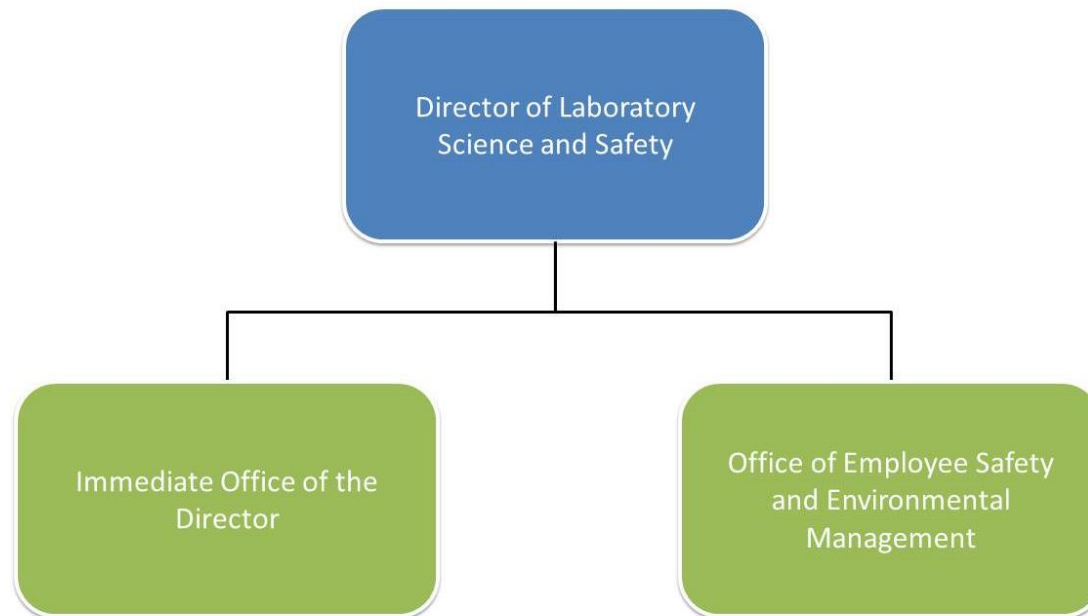 Director of Laboratory
Science and Safety
Immediate Office of the
Director
Office of Employee Safety
and Environmental
Management